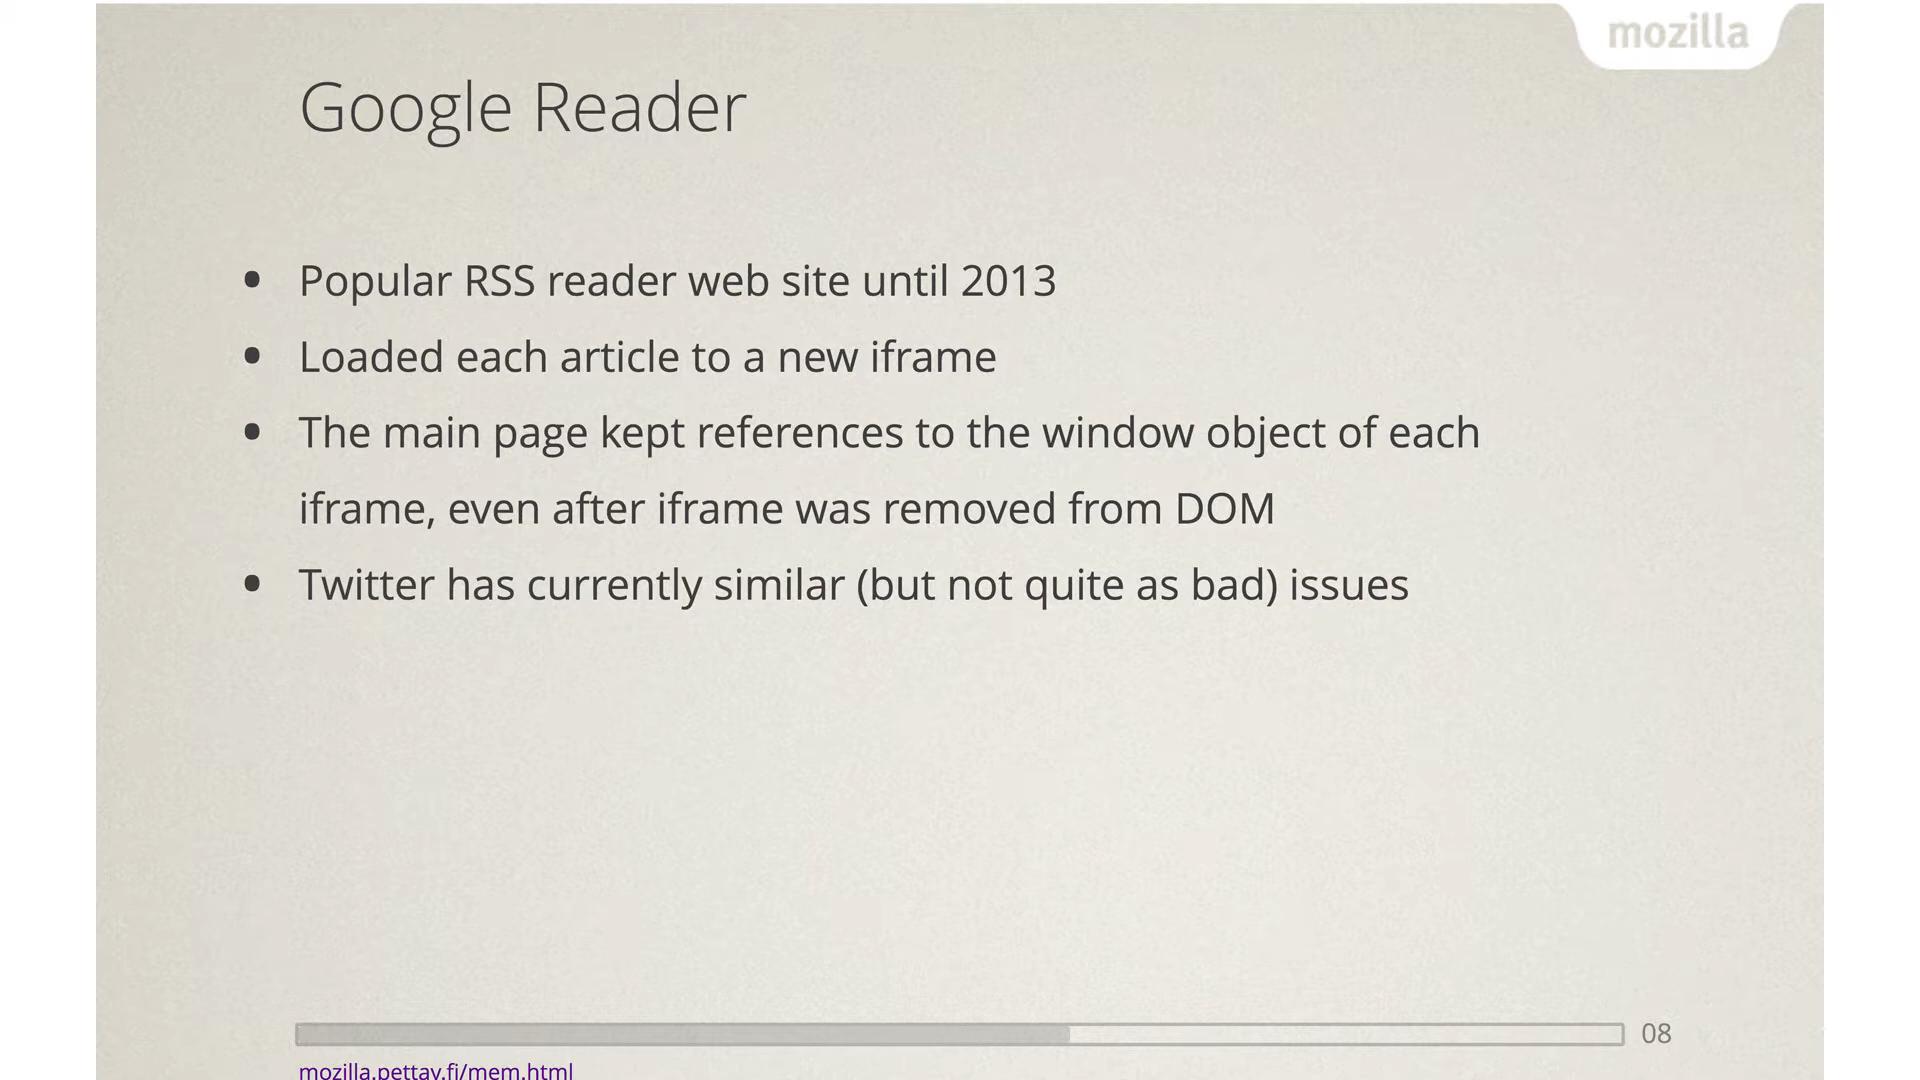 mozilla
Google Reader
• Popular RSS reader web site until 2013
• Loaded each article to a new iframe
• The main page kept references to the window object of each
iframe, even after iframe was removed from DOM
• Twitter has currently similar (but not quite as bad) issues
08
mozilla.pettay.fi/mem.html